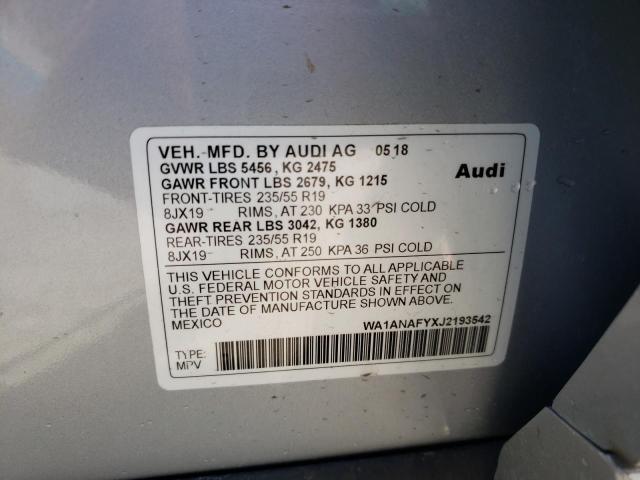 VEH. MFD. BY AUDI AG 0518
GVWR LBS 5456, KG 2475
GAWR FRONT LBS 2679, KG 1215
Audi
FRONT-TIRES 235/55 R19
8JX19 RIMS, AT 230 KPA 33 PSI COLD
GAWR REAR LBS 3042, KG 1380
REAR-TIRES 235/55 R19
8JX19 RIMS, AT 250 KPA 36 PSI COLD
THIS VEHICLE CONFORMS TO ALL APPLICABLE
U.S. FEDERAL MOTOR VEHICLE SAFETY AND
THEFT PREVENTION STANDARDS IN EFFECT ON
THE DATE OF MANUFACTURE SHOWN ABOVE.
MEXICO
WA1ANAFYXJ2193542
TYPE:
MPV